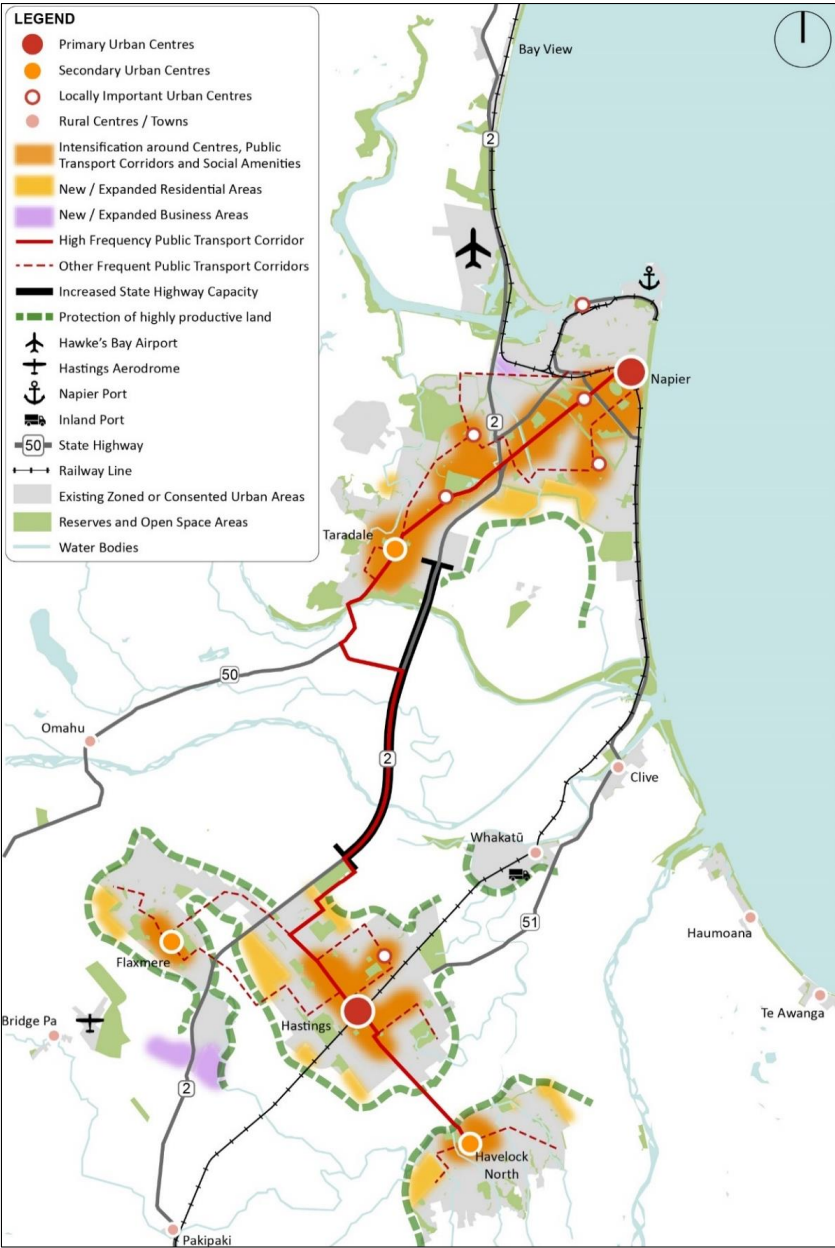 LEGEND
Primary Urban Centres
Secondary Urban Centres
Locally Important Urban Centres
Rural Centres / Towns
Intensification around Centres, Public
Transport Corridors and Social Amenities
New / Expanded Residential Areas
New / Expanded Business Areas
High Frequency Public Transport Corridor
Other Frequent Public Transport Corridors
Increased State Highway Capacity
Protection of highly productive land
Hawke's Bay Airport
Hastings Aerodrome
Napier Port
Inland Port
50 State Highway
Railway Line
Existing Zoned or Consented Urban Areas
Reserves and Open Space Areas
Water Bodies
Bay View
2
Napier
2
Taradale
50
Omahu
2
Clive
Whakatū
51
Haumoana
Flaxmere
Te Awanga
Bridge Pa
Hastings
2
Havelock
North
Pakipaki